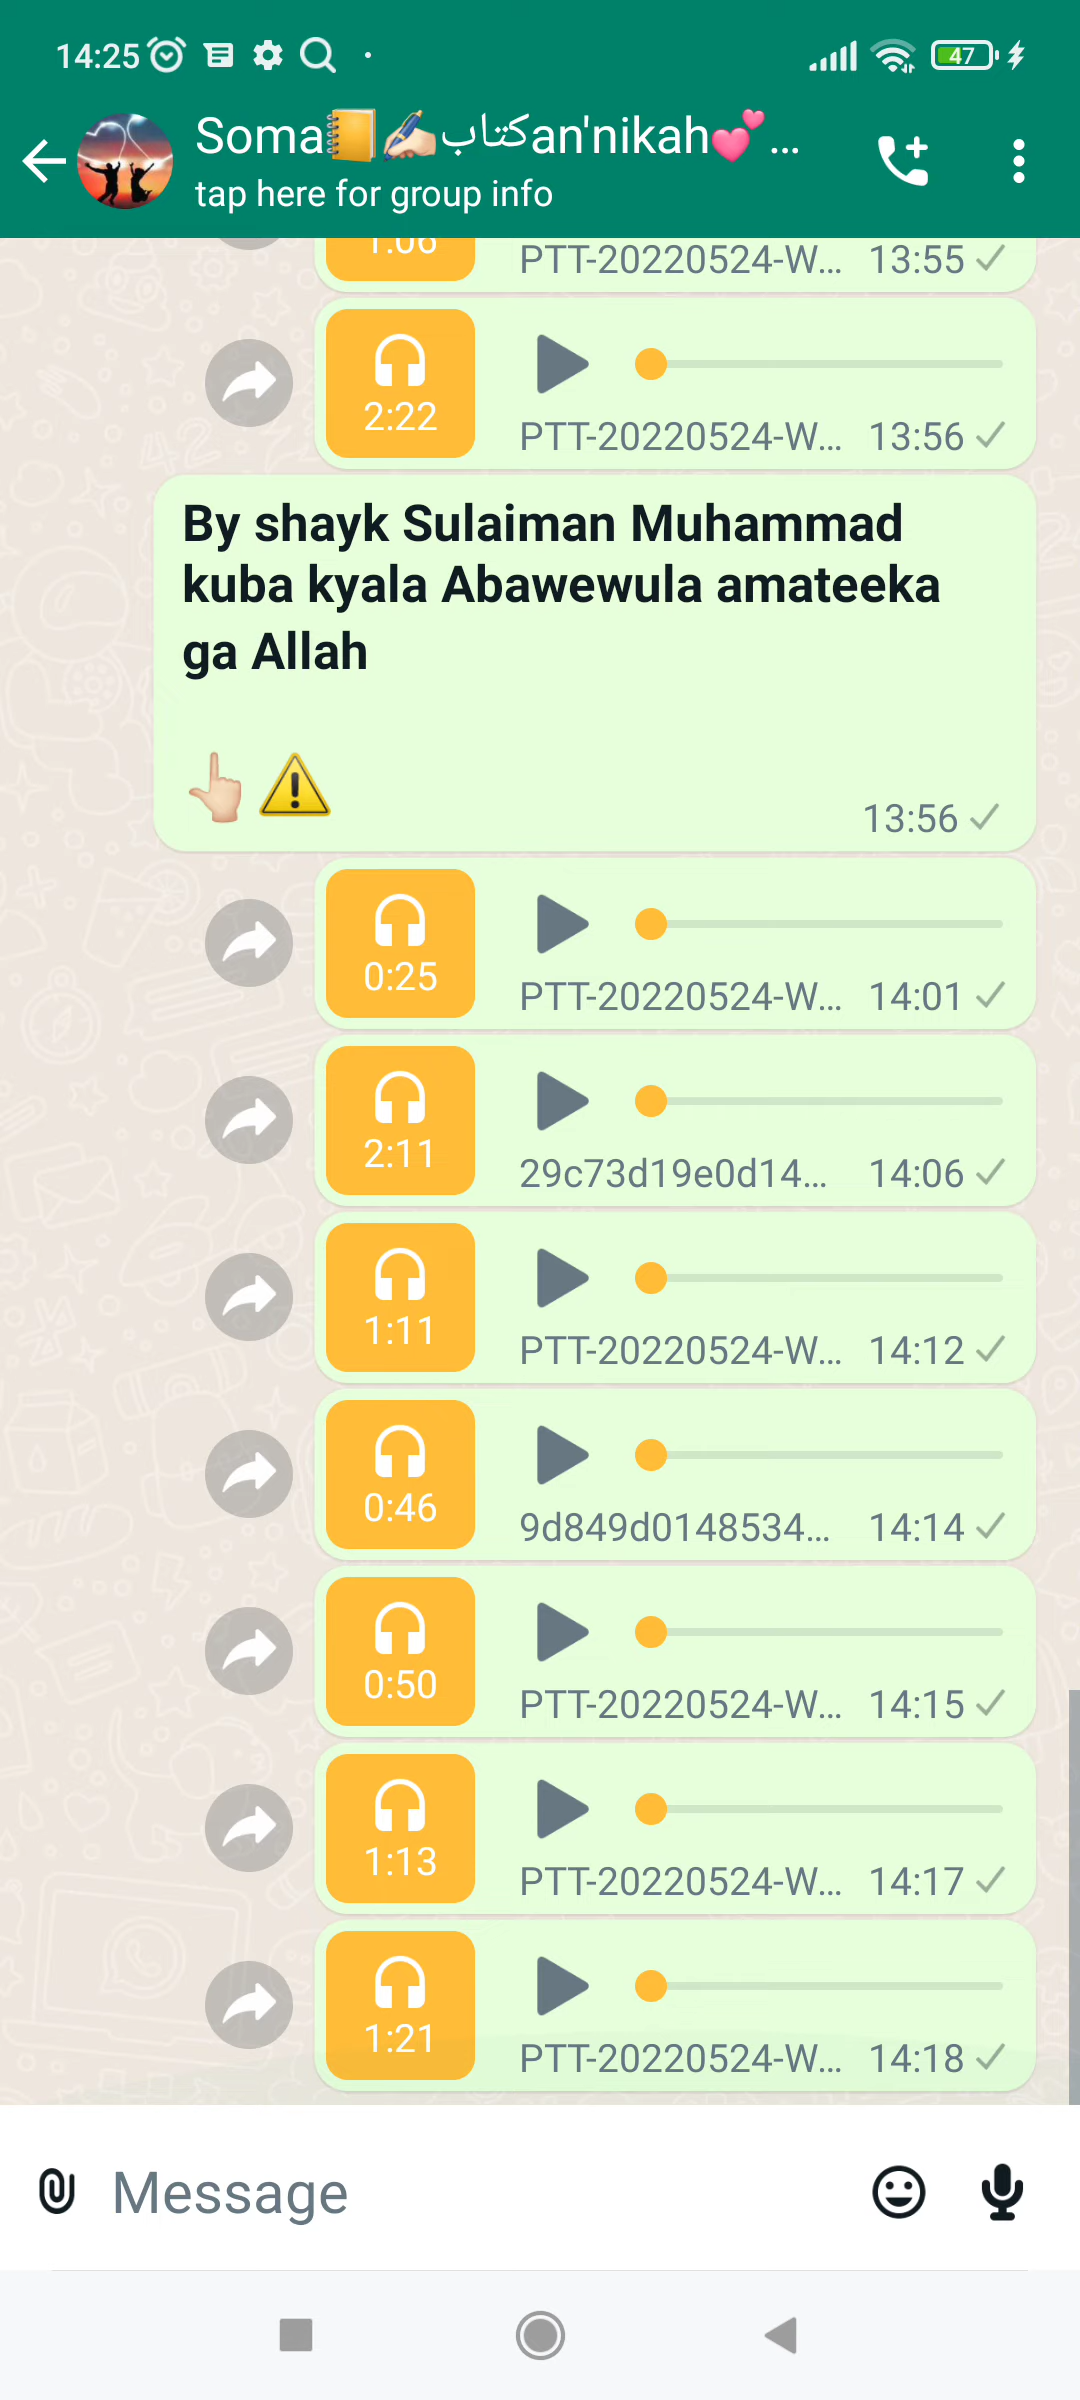 14:25
47
Soma📒✍🏻كتابan'nikah💕...
tap here for group info
1:06
PTT-20220524-W... 13:55
2:22
PTT-20220524-W... 13:56
By shayk Sulaiman Muhammad
kuba kyala Abawewula amateeka
ga Allah
👆🏻⚠️
13:56
0:25
PTT-20220524-W... 14:01
2:11
29c73d19e0d14... 14:06
1:11
PTT-20220524-W... 14:12
0:46
9d849d0148534... 14:14
0:50
PTT-20220524-W... 14:15
1:13
PTT-20220524-W... 14:17
1:21
PTT-20220524-W... 14:18
Message